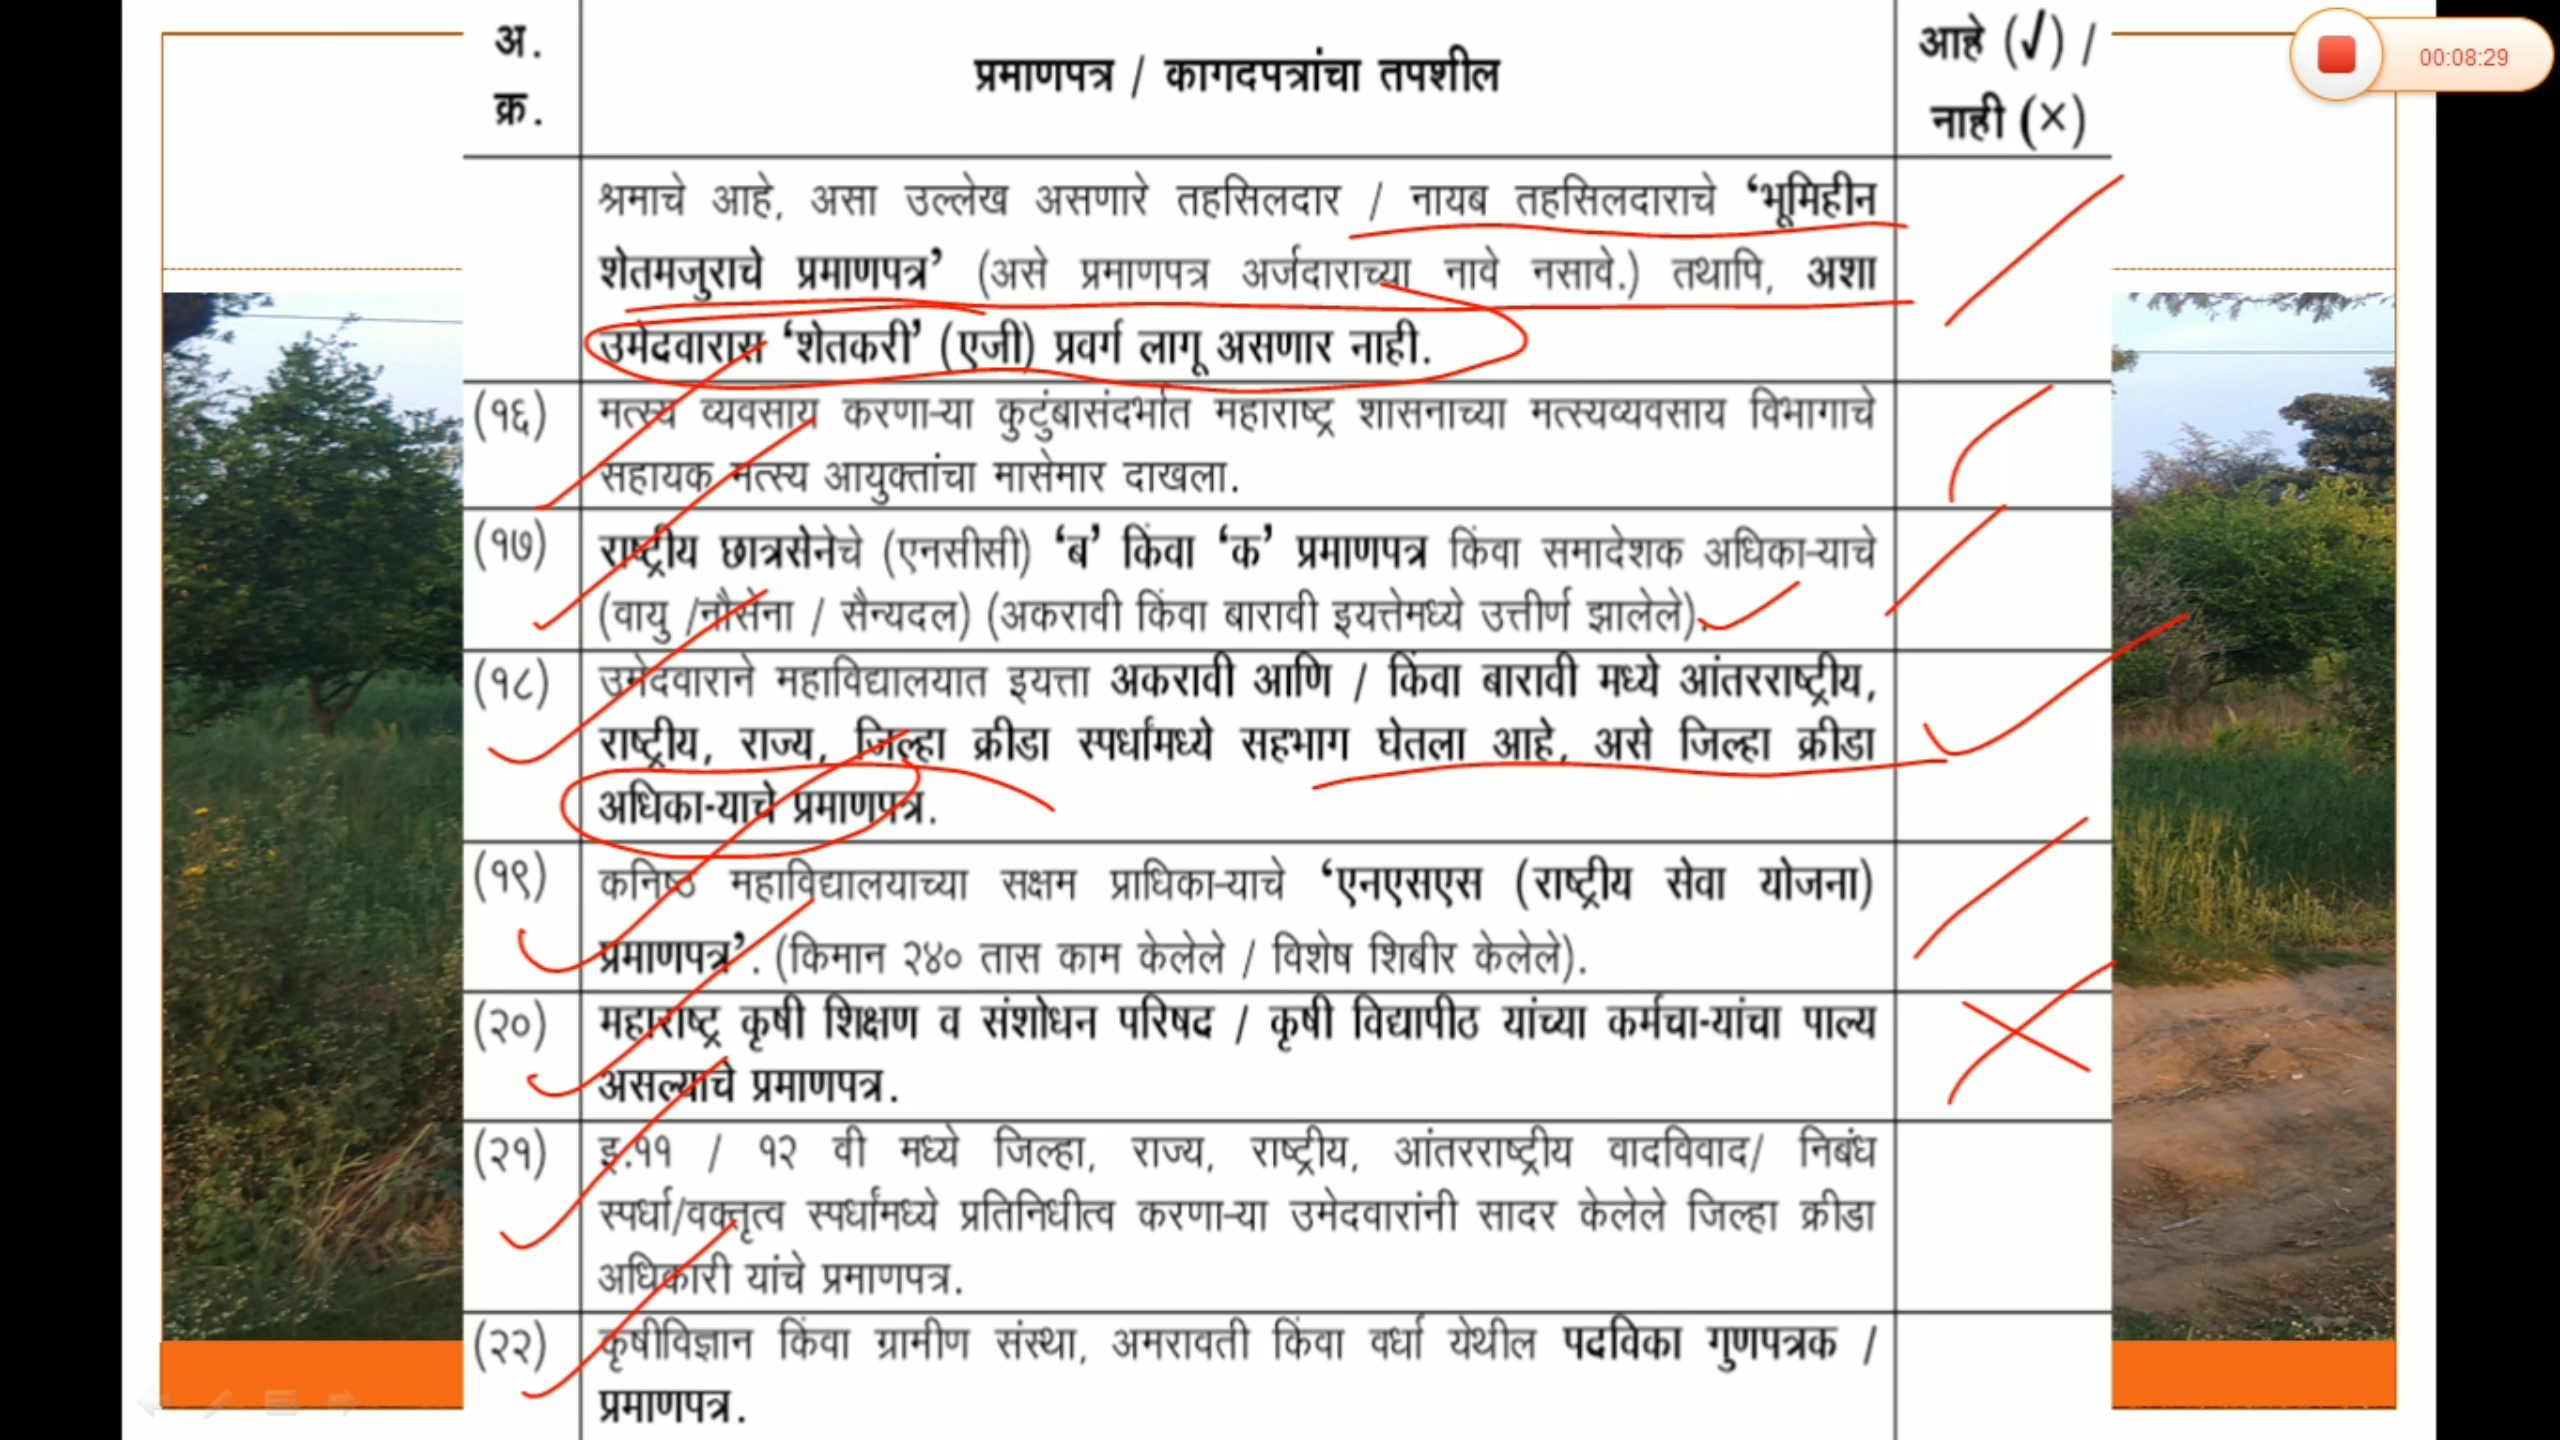 00:08:29
अ. क्र.
प्रमाणपत्र / कागदपत्रांचा तपशील
आहे (√) / नाही (×)
श्रमाचे आहे, असा उल्लेख असणारे तहसिलदार / नायब तहसिलदाराचे ‘भूमिहीन
शेतमजुराचे प्रमाणपत्र’ (असे प्रमाणपत्र अर्जदाराच्या नावे नसावे.) तथापि, अशा
उमेदवारास ‘शेतकरी’ (एजी) प्रवर्ग लागू असणार नाही.
(१६) मत्स्य व्यवसाय करणा-या कुटुंबासंदर्भात महाराष्ट्र शासनाच्या मत्स्यव्यवसाय विभागाचे
सहायक मत्स्य आयुक्तांचा मासेमार दाखला.
(१७) राष्ट्रीय छात्रसेनेचे (एनसीसी) ‘ब’ किंवा ‘क’ प्रमाणपत्र किंवा समादेशक अधिका-याचे
(वायु /नौसेना / सैन्यदल) (अकरावी किंवा बारावी इयत्तेमध्ये उत्तीर्ण झालेले).
(१८) उमेदवाराने महाविद्यालयात इयत्ता अकरावी आणि / किंवा बारावी मध्ये आंतरराष्ट्रीय,
राष्ट्रीय, राज्य, जिल्हा क्रीडा स्पर्धांमध्ये सहभाग घेतला आहे, असे जिल्हा क्रीडा
अधिका-याचे प्रमाणपत्र.
(१९) कनिष्ठ महाविद्यालयाच्या सक्षम प्राधिका-याचे ‘एनएसएस (राष्ट्रीय सेवा योजना)
प्रमाणपत्र’. (किमान २४० तास काम केलेले / विशेष शिबीर केलेले).
(२०) महाराष्ट्र कृषी शिक्षण व संशोधन परिषद / कृषी विद्यापीठ यांच्या कर्मचा-यांचा पाल्य
असल्याचे प्रमाणपत्र.
(२१) इ.११ / १२ वी मध्ये जिल्हा, राज्य, राष्ट्रीय, आंतरराष्ट्रीय वादविवाद/ निबंध
स्पर्धा/वक्तृत्व स्पर्धांमध्ये प्रतिनिधीत्व करणा-या उमेदवारांनी सादर केलेले जिल्हा क्रीडा
अधिकारी यांचे प्रमाणपत्र.
(२२) कृषीविज्ञान किंवा ग्रामीण संस्था, अमरावती किंवा वर्धा येथील पदविका गुणपत्रक /
प्रमाणपत्र.